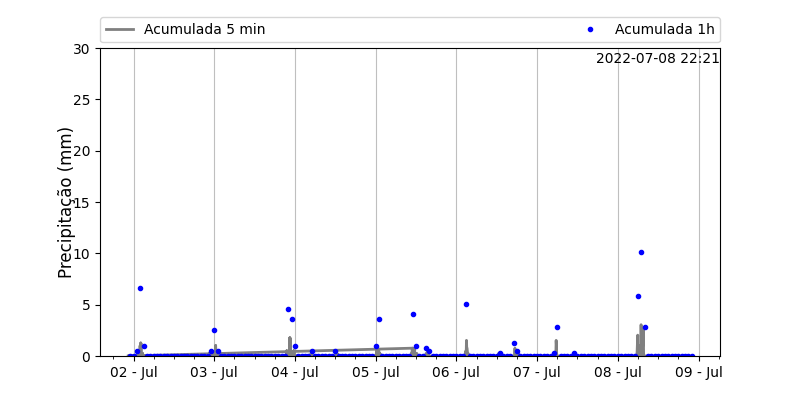 Acumulada 5 min
Acumulada 1h
2022-07-08 22:21
Precipitação (mm)
30
25
20
15
10
5
0
02 - Jul
03 - Jul
04 - Jul
05 - Jul
06 - Jul
07 - Jul
08 - Jul
09 - Jul